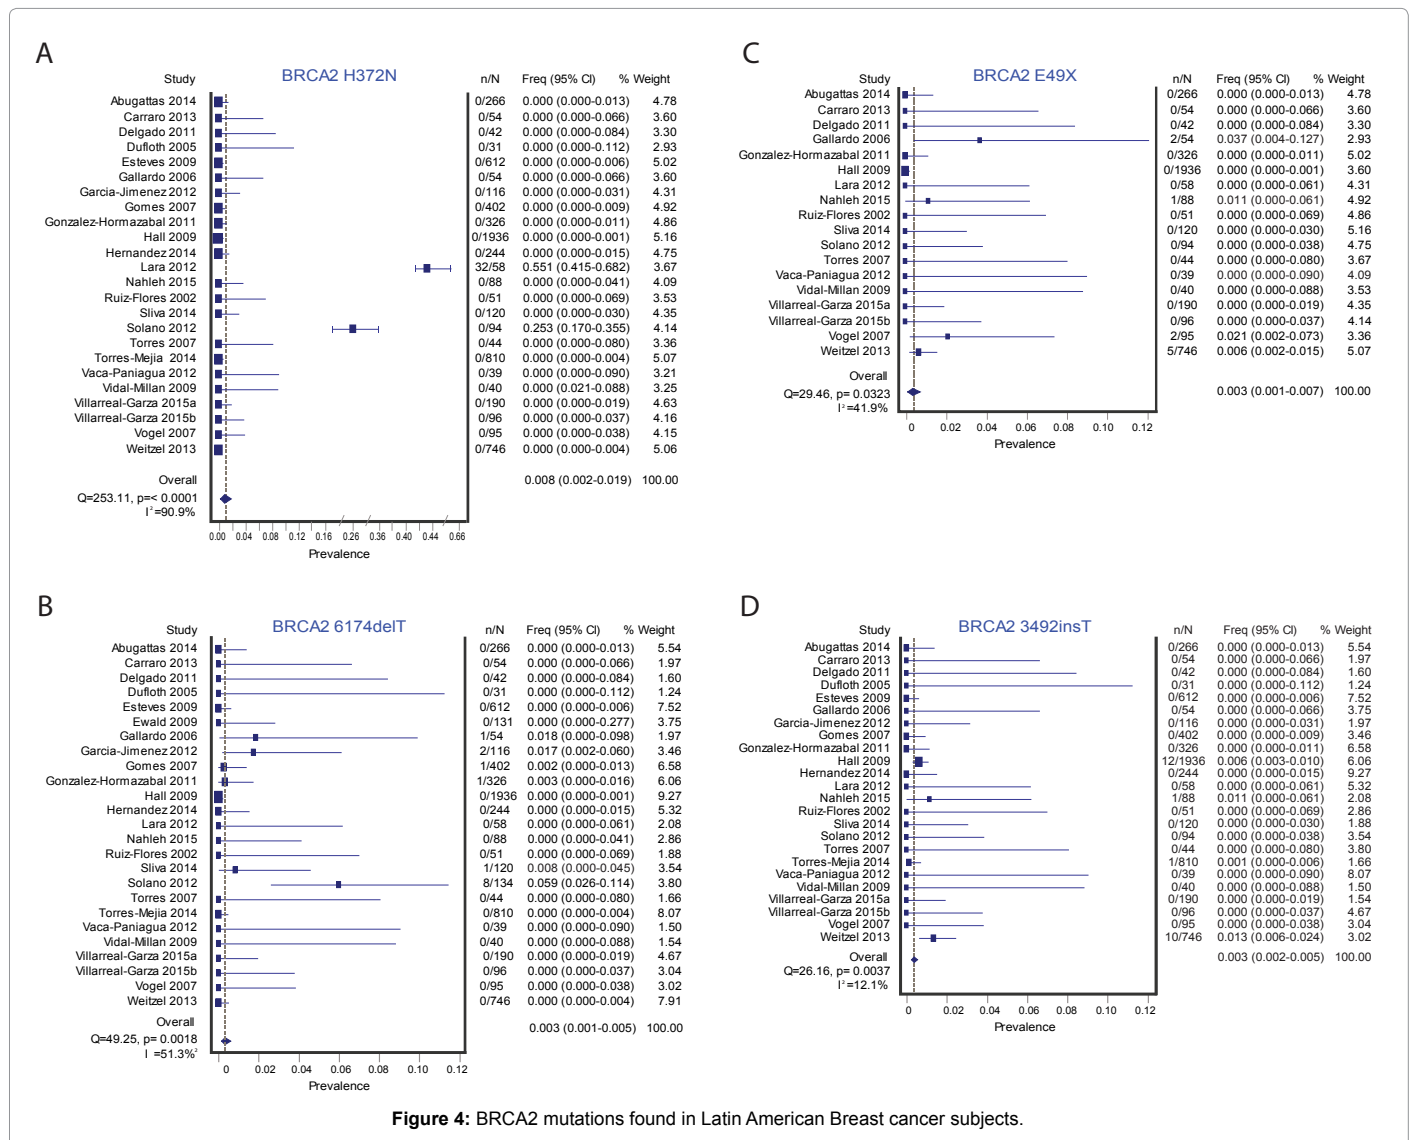 A
BRCA2 H372N
Study n/N Freq (95% CI) % Weight
Abugattas 2014 0/266 0.000 (0.000-0.013) 4.78
Carraro 2013 0/54 0.000 (0.000-0.066) 3.60
Delgado 2011 0/42 0.000 (0.000-0.084) 3.30
Dufloth 2005 0/31 0.000 (0.000-0.112) 2.93
Esteves 2009 0/612 0.000 (0.000-0.006) 5.02
Gallardo 2006 0/54 0.000 (0.000-0.066) 3.60
Garcia-Jimenez 2012 0/116 0.000 (0.000-0.031) 4.31
Gomes 2007 0/402 0.000 (0.000-0.009) 4.92
Gonzalez-Hormazabal 2011 0/326 0.000 (0.000-0.011) 4.86
Hall 2009 0/1936 0.000 (0.000-0.001) 5.16
Hernandez 2014 0/244 0.000 (0.000-0.015) 4.75
Lara 2012 32/58 0.551 (0.415-0.682) 3.67
Nahleh 2015 0/88 0.000 (0.000-0.041) 4.09
Ruiz-Flores 2002 0/51 0.000 (0.000-0.069) 3.53
Sliva 2014 0/120 0.000 (0.000-0.030) 4.35
Solano 2012 0/94 0.253 (0.170-0.355) 4.14
Torres 2007 0/44 0.000 (0.000-0.080) 3.36
Torres-Mejia 2014 0/810 0.000 (0.000-0.004) 5.07
Vaca-Paniagua 2012 0/39 0.000 (0.000-0.090) 3.21
Vidal-Millan 2009 0/40 0.000 (0.021-0.088) 3.25
Villarreal-Garza 2015a 0/190 0.000 (0.000-0.019) 4.63
Villarreal-Garza 2015b 0/96 0.000 (0.000-0.037) 4.16
Vogel 2007 0/95 0.000 (0.000-0.038) 4.15
Weitzel 2013 0/746 0.000 (0.000-0.004) 5.06
Overall 0.008 (0.002-0.019) 100.00
Q=253.11, p=< 0.0001
I²=90.9%
0.00 0.04 0.08 0.12 0.16 0.26 0.36 0.40 0.44 0.66
Prevalence
B
BRCA2 6174delT
Study n/N Freq (95% CI) % Weight
Abugattas 2014 0/266 0.000 (0.000-0.013) 5.54
Carraro 2013 0/54 0.000 (0.000-0.066) 1.97
Delgado 2011 0/42 0.000 (0.000-0.084) 1.60
Dufloth 2005 0/31 0.000 (0.000-0.112) 1.24
Esteves 2009 0/612 0.000 (0.000-0.006) 7.52
Ewald 2009 0/131 0.000 (0.000-0.277) 3.75
Gallardo 2006 1/54 0.018 (0.000-0.098) 1.97
Garcia-Jimenez 2012 2/116 0.017 (0.002-0.060) 3.46
Gomes 2007 1/402 0.002 (0.000-0.013) 6.58
Gonzalez-Hormazabal 2011 1/326 0.003 (0.000-0.016) 6.06
Hall 2009 0/1936 0.000 (0.000-0.001) 9.27
Hernandez 2014 0/244 0.000 (0.000-0.015) 5.32
Lara 2012 0/58 0.000 (0.000-0.061) 2.08
Nahleh 2015 0/88 0.000 (0.000-0.041) 2.86
Ruiz-Flores 2002 0/51 0.000 (0.000-0.069) 1.88
Sliva 2014 1/120 0.008 (0.000-0.045) 3.54
Solano 2012 8/134 0.059 (0.026-0.114) 3.80
Torres 2007 0/44 0.000 (0.000-0.080) 1.66
Torres-Mejia 2014 0/810 0.000 (0.000-0.004) 8.07
Vaca-Paniagua 2012 0/39 0.000 (0.000-0.090) 1.50
Vidal-Millan 2009 0/40 0.000 (0.000-0.088) 1.54
Villarreal-Garza 2015a 0/190 0.000 (0.000-0.019) 4.67
Villarreal-Garza 2015b 0/96 0.000 (0.000-0.037) 3.04
Vogel 2007 0/95 0.000 (0.000-0.038) 3.02
Weitzel 2013 0/746 0.000 (0.000-0.004) 7.91
Overall 0.003 (0.001-0.005) 100.00
Q=49.25, p= 0.0018
I =51.3%²
0 0.02 0.04 0.06 0.08 0.10 0.12
Prevalence
C
BRCA2 E49X
Study n/N Freq (95% CI) % Weight
Abugattas 2014 0/266 0.000 (0.000-0.013) 4.78
Carraro 2013 0/54 0.000 (0.000-0.066) 3.60
Delgado 2011 0/42 0.000 (0.000-0.084) 3.30
Gallardo 2006 2/54 0.037 (0.004-0.127) 2.93
Gonzalez-Hormazabal 2011 0/326 0.000 (0.000-0.011) 5.02
Hall 2009 0/1936 0.000 (0.000-0.001) 3.60
Lara 2012 0/58 0.000 (0.000-0.061) 4.31
Nahleh 2015 1/88 0.011 (0.000-0.061) 4.92
Ruiz-Flores 2002 0/51 0.000 (0.000-0.069) 4.86
Sliva 2014 0/120 0.000 (0.000-0.030) 5.16
Solano 2012 0/94 0.000 (0.000-0.038) 4.75
Torres 2007 0/44 0.000 (0.000-0.080) 3.67
Vaca-Paniagua 2012 0/39 0.000 (0.000-0.090) 4.09
Vidal-Millan 2009 0/40 0.000 (0.000-0.088) 3.53
Villarreal-Garza 2015a 0/190 0.000 (0.000-0.019) 4.35
Villarreal-Garza 2015b 0/96 0.000 (0.000-0.037) 4.14
Vogel 2007 2/95 0.021 (0.002-0.073) 3.36
Weitzel 2013 5/746 0.006 (0.002-0.015) 5.07
Overall 0.003 (0.001-0.007) 100.00
Q=29.46, p= 0.0323
I²=41.9%
0 0.02 0.04 0.06 0.08 0.10 0.12
Prevalence
D
BRCA2 3492insT
Study n/N Freq (95% CI) % Weight
Abugattas 2014 0/266 0.000 (0.000-0.013) 5.54
Carraro 2013 0/54 0.000 (0.000-0.066) 1.97
Delgado 2011 0/42 0.000 (0.000-0.084) 1.60
Dufloth 2005 0/31 0.000 (0.000-0.112) 1.24
Esteves 2009 0/612 0.000 (0.000-0.006) 7.52
Gallardo 2006 0/54 0.000 (0.000-0.066) 3.75
Garcia-Jimenez 2012 0/116 0.000 (0.000-0.031) 1.97
Gomes 2007 0/402 0.000 (0.000-0.009) 3.46
Gonzalez-Hormazabal 2011 0/326 0.000 (0.000-0.011) 6.58
Hall 2009 12/1936 0.006 (0.003-0.010) 6.06
Hernandez 2014 0/244 0.000 (0.000-0.015) 9.27
Lara 2012 0/58 0.000 (0.000-0.061) 5.32
Nahleh 2015 1/88 0.011 (0.000-0.061) 2.08
Ruiz-Flores 2002 0/51 0.000 (0.000-0.069) 2.86
Sliva 2014 0/120 0.000 (0.000-0.030) 1.88
Solano 2012 0/94 0.000 (0.000-0.038) 3.54
Torres 2007 0/44 0.000 (0.000-0.080) 3.80
Torres-Mejia 2014 1/810 0.001 (0.000-0.006) 1.66
Vaca-Paniagua 2012 0/39 0.000 (0.000-0.090) 8.07
Vidal-Millan 2009 0/40 0.000 (0.000-0.088) 1.50
Villarreal-Garza 2015a 0/190 0.000 (0.000-0.019) 1.54
Villarreal-Garza 2015b 0/96 0.000 (0.000-0.037) 4.67
Vogel 2007 0/95 0.000 (0.000-0.038) 3.04
Weitzel 2013 10/746 0.013 (0.006-0.024) 3.02
Overall 0.003 (0.002-0.005) 100.00
Q=26.16, p= 0.0037
I²=12.1%
0 0.02 0.04 0.06 0.08 0.10 0.12
Prevalence
Figure 4: BRCA2 mutations found in Latin American Breast cancer subjects.